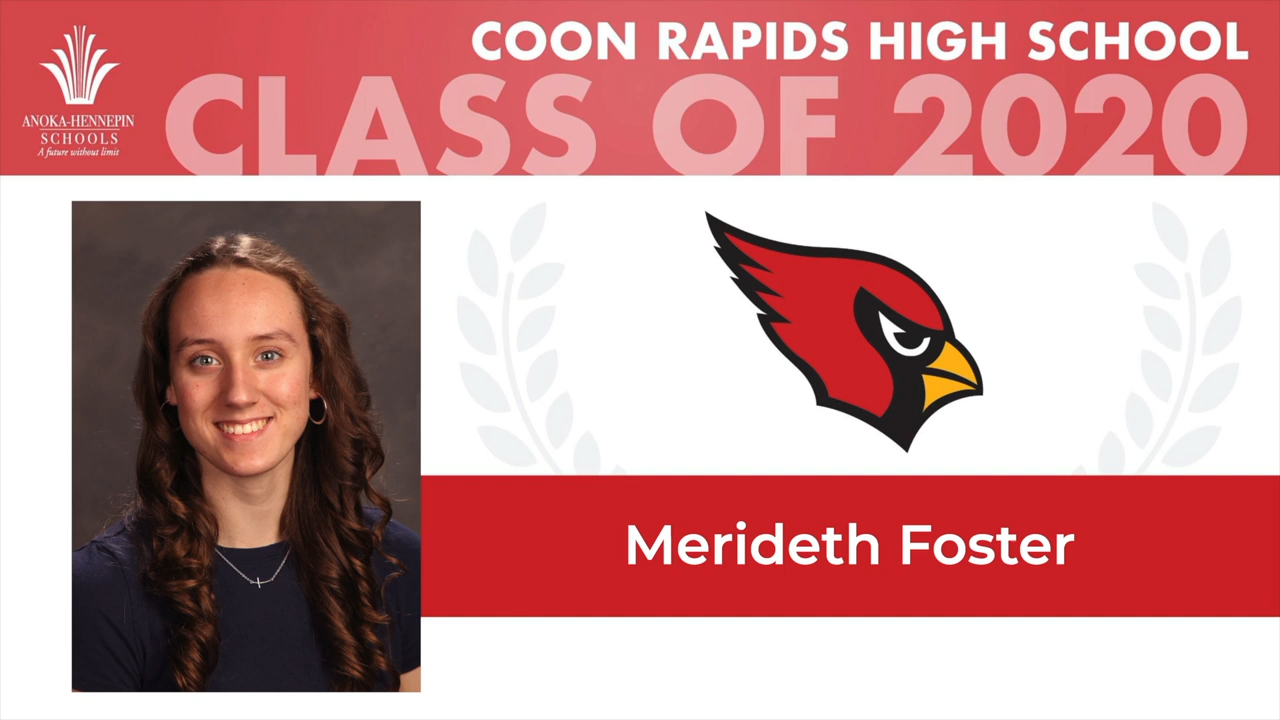 COON RAPIDS HIGH SCHOOL
CLASS OF 2020
ANOKA-HENNEPIN
SCHOOLS
A future without limit
Merideth Foster